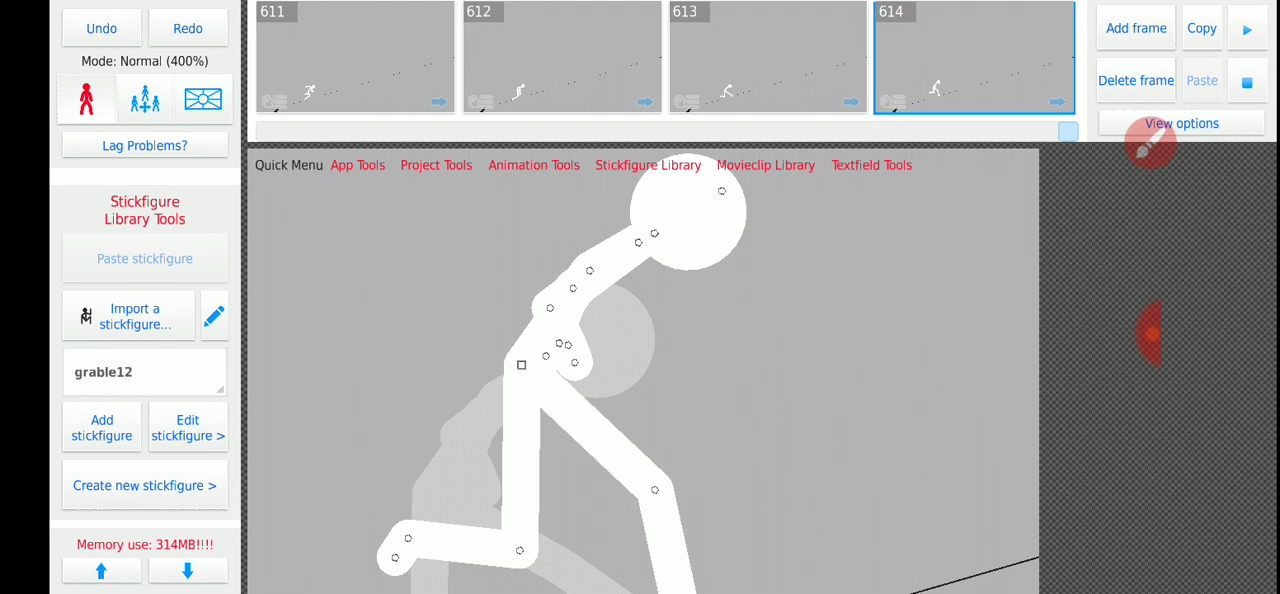 Undo
Redo
Mode: Normal (400%)
Lag Problems?
Stickfigure
Library Tools
Paste stickfigure
Import a
stickfigure...
grable12
Add
stickfigure
Edit
stickfigure >
Create new stickfigure >
Memory use: 314MB!!!!
611
612
613
614
Add frame
Copy
Delete frame
Paste
View options
Quick Menu
App Tools
Project Tools
Animation Tools
Stickfigure Library
Movieclip Library
Textfield Tools